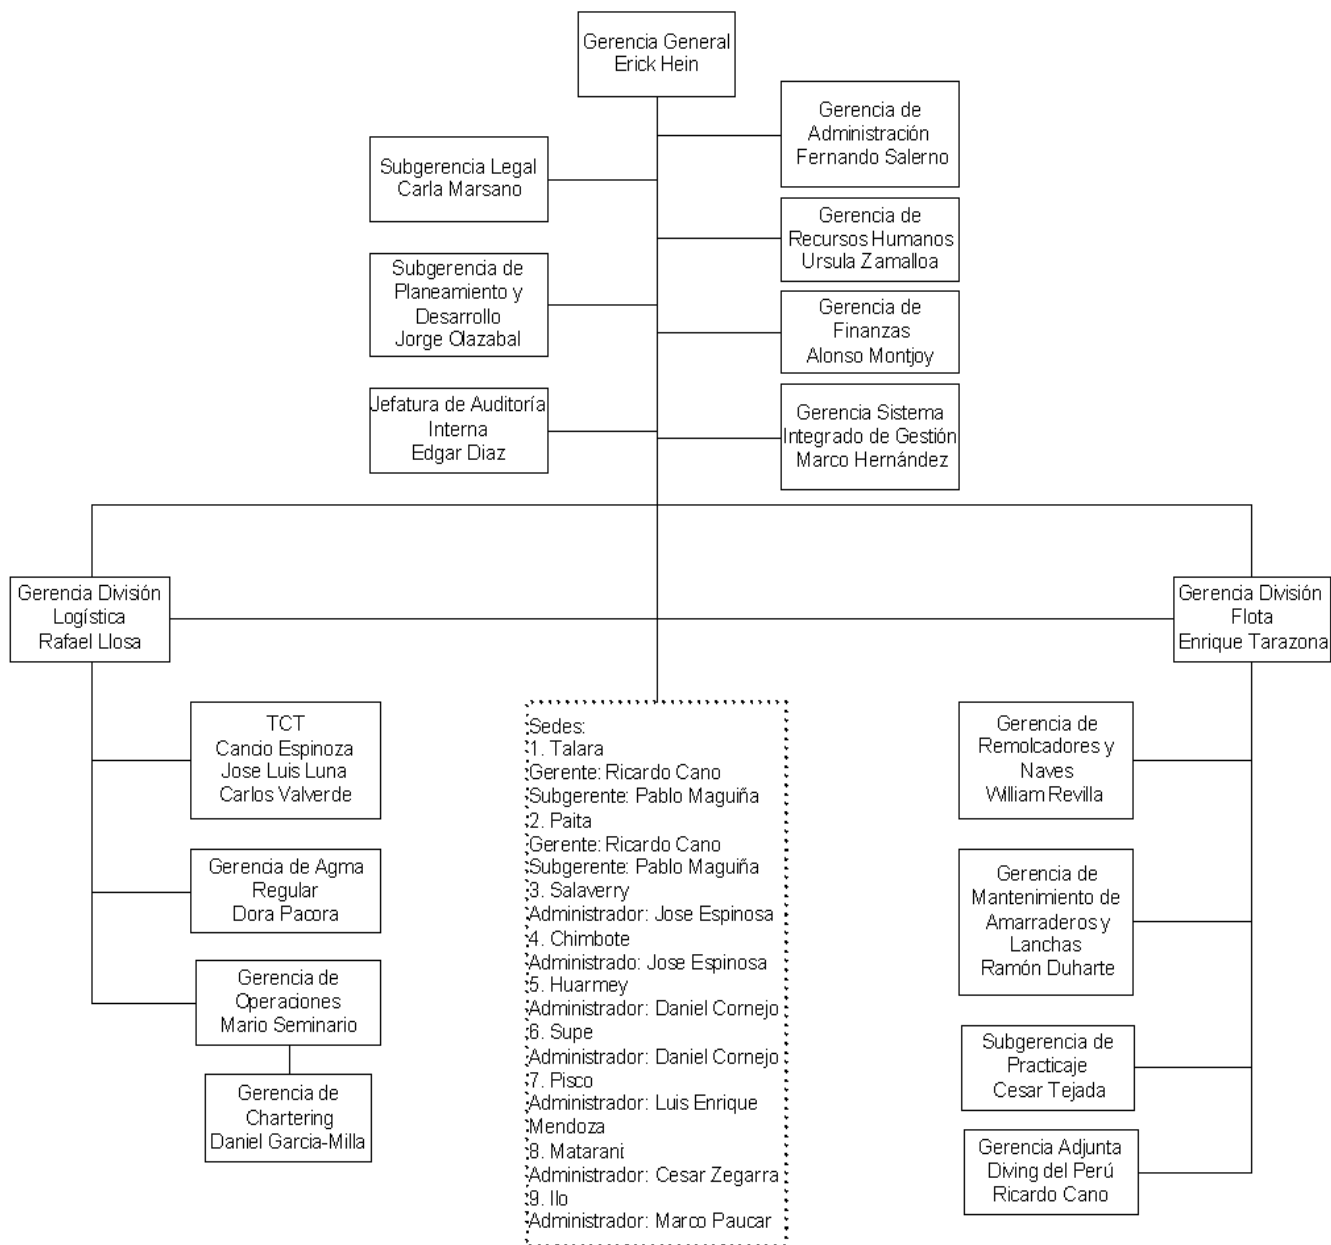 Gerencia General
Erick Hein
Gerencia de
Administración
Fernando Salerno
Subgerencia Legal
Carla Marsano
Gerencia de
Recursos Humanos
Ursula Zamalloa
Subgerencia de
Planeamiento y
Desarrollo
Jorge Olazabal
Gerencia de
Finanzas
Alonso Montjoy
Jefatura de Auditoría
Interna
Edgar Diaz
Gerencia Sistema
Integrado de Gestión
Marco Hernández
Gerencia División
Logística
Rafael Llosa
Gerencia División
Flota
Enrique Tarazona
TCT
Cancio Espinoza
Jose Luis Luna
Carlos Valverde
Gerencia de Agma
Regular
Dora Pacora
Gerencia de
Operaciones
Mario Seminario
Gerencia de
Chartering
Daniel Garcia-Milla
Sedes:
1. Talara
Gerente: Ricardo Cano
Subgerente: Pablo Maguiña
2. Paita
Gerente: Ricardo Cano
Subgerente: Pablo Maguiña
3. Salaverry
Administrador: Jose Espinosa
4. Chimbote
Administrado: Jose Espinosa
5. Huarmey
Administrador: Daniel Cornejo
6. Supe
Administrador: Daniel Cornejo
7. Pisco
Administrador: Luis Enrique
Mendoza
8. Matarani
Administrador: Cesar Zegarra
9. Ilo
Administrador: Marco Paucar
Gerencia de
Remolcadores y
Naves
William Revilla
Gerencia de
Mantenimiento de
Amarraderos y
Lanchas
Ramón Duharte
Subgerencia de
Practicaje
Cesar Tejada
Gerencia Adjunta
Diving del Perú
Ricardo Cano